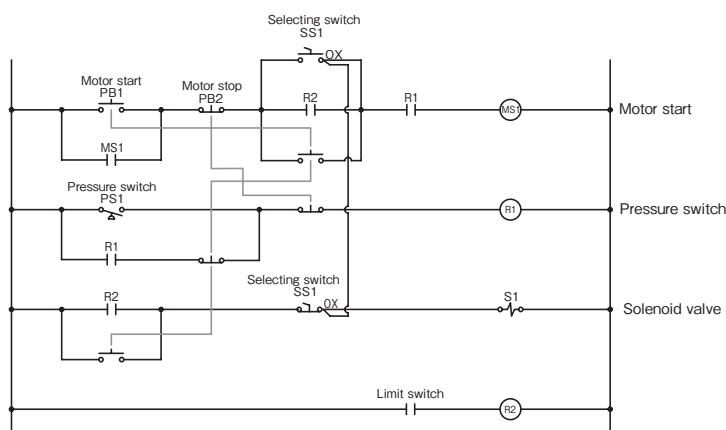 Selecting switch
SS1
OX
Motor start
PB1
Motor stop
PB2
R2
R1
MS1
Motor start
MS1
Pressure switch
PS1
R1
Pressure switch
R1
Selecting switch
SS1
OX
R2
S1
Solenoid valve
Limit switch
R2